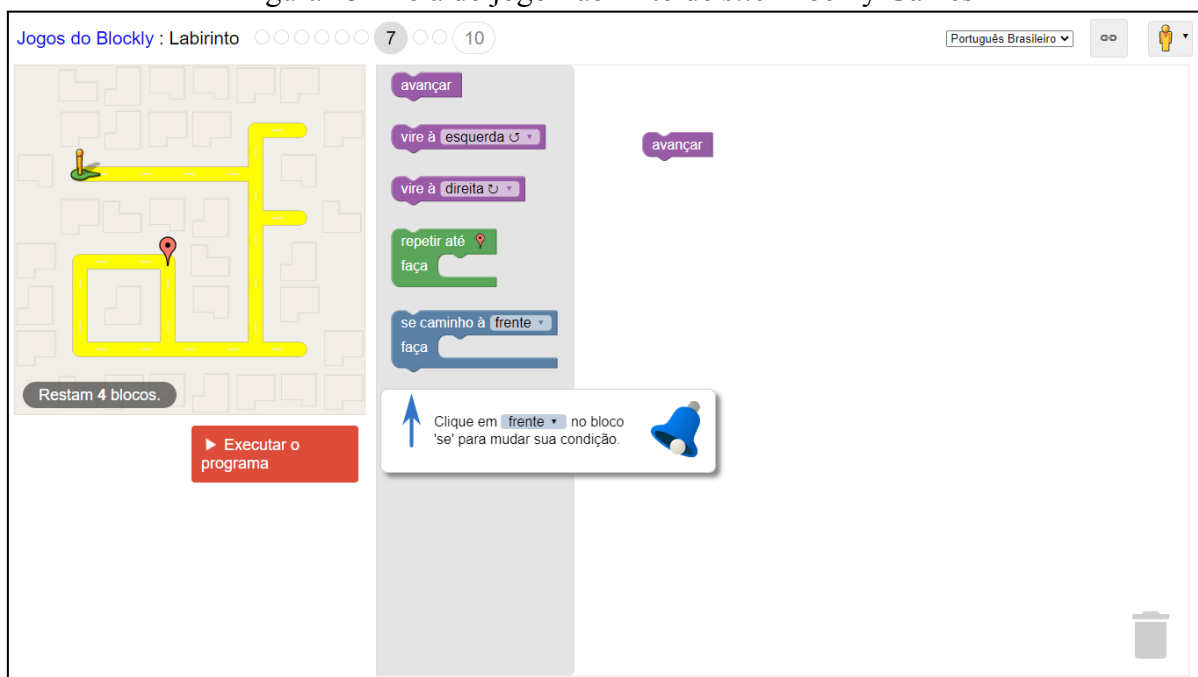 Jogos do Blockly : Labirinto 7 10
Português Brasileiro
avançar
vire à esquerda ↺
vire à direita ↻
repetir até
faça
se caminho à frente
faça
avançar
Restam 4 blocos.
Clique em frente no bloco
'se' para mudar sua condição.
Executar o
programa